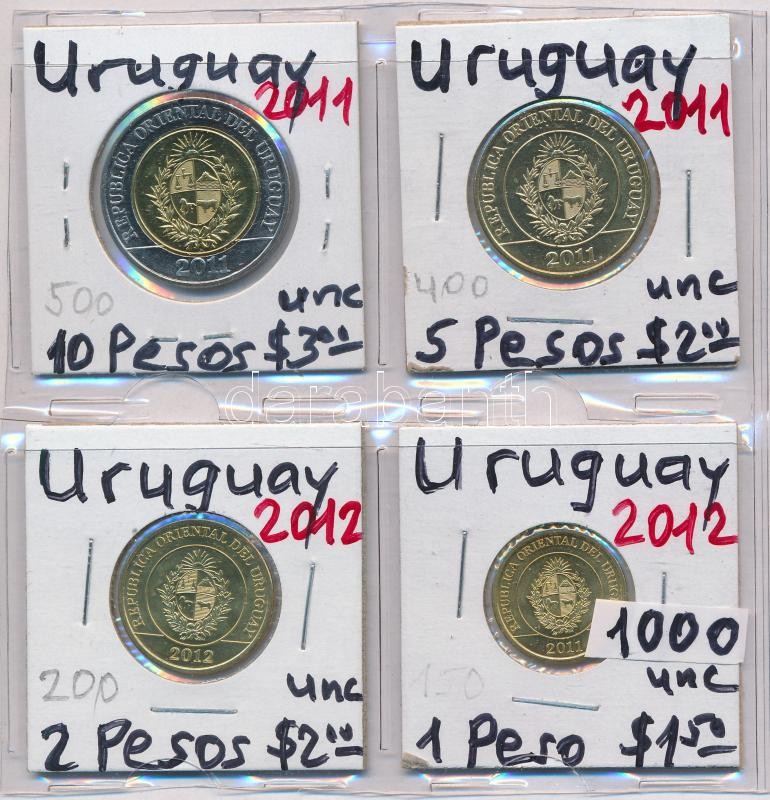 Uruguay
2011
REPUBLICA ORIENTAL DEL URUGUAY
2011
500
unc
10 Pesos $3.00
Uruguay
2011
REPUBLICA ORIENTAL DEL URUGUAY
2011
400
unc
5 Pesos $2.00
darabanth
Uruguay
2012
REPUBLICA ORIENTAL DEL URUGUAY
2012
200
unc
2 Pesos $2.00
Uruguay
2012
REPUBLICA ORIENTAL DEL URUG
2011
1000
150
unc
1 Peso $1.50